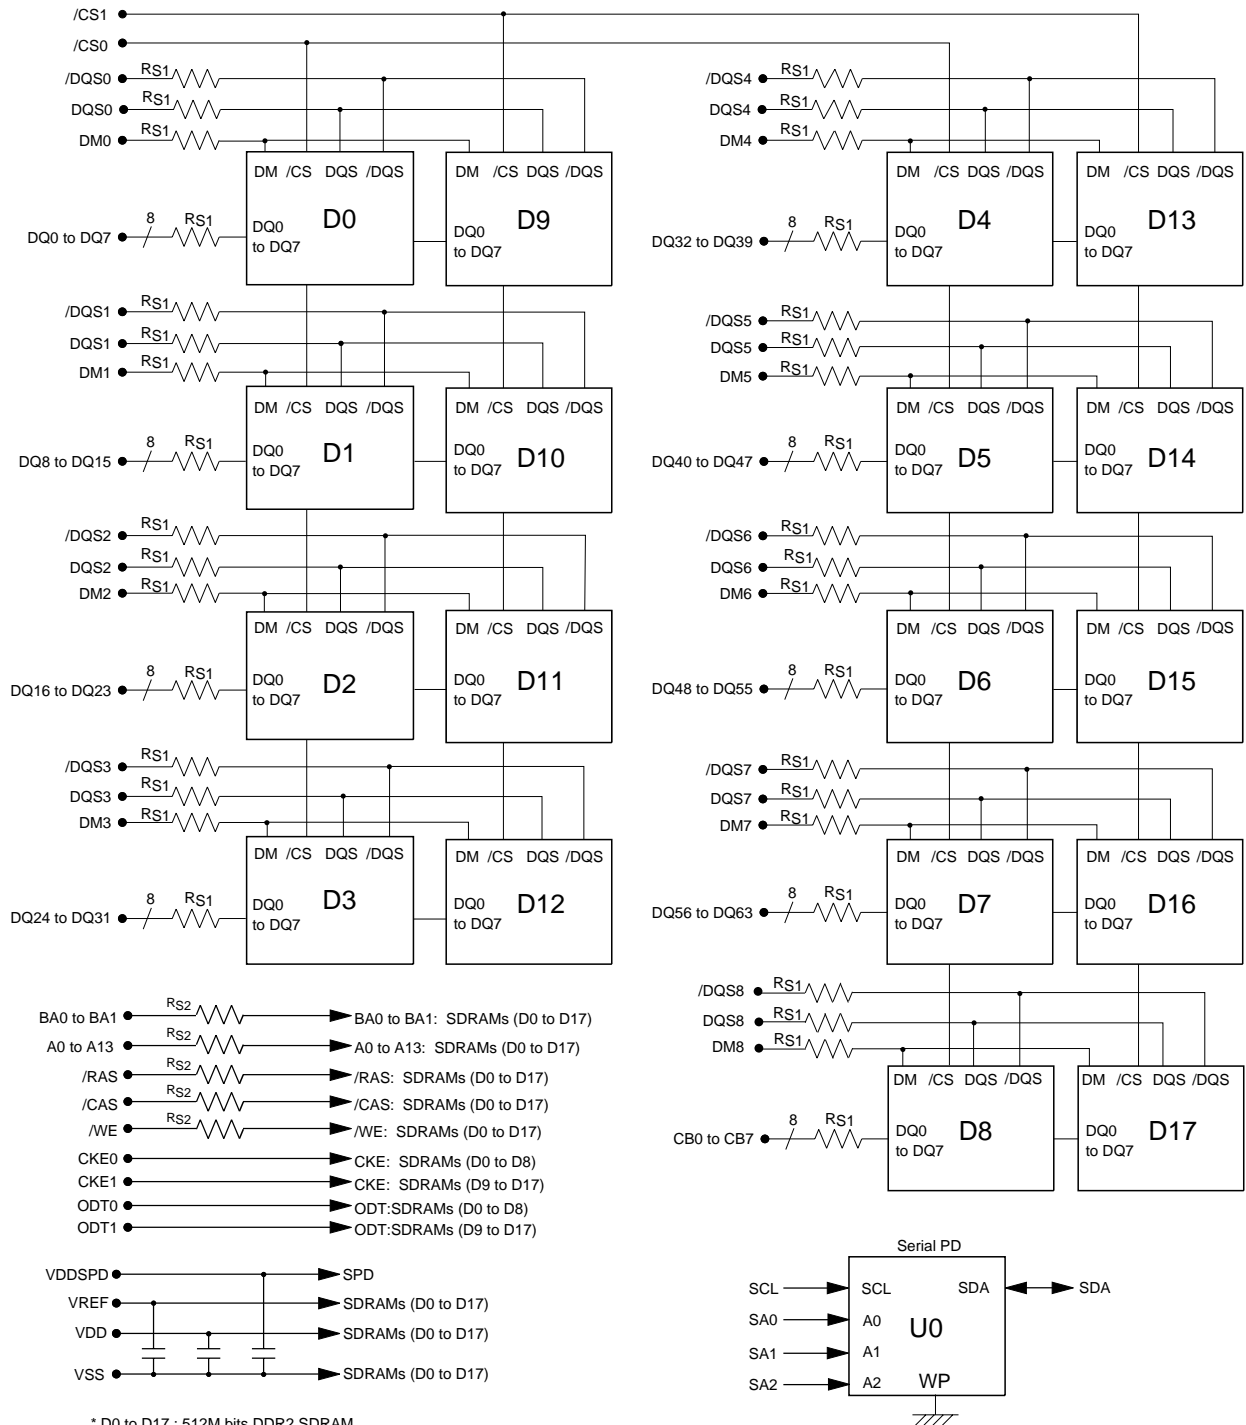 /CS1
/CS0
/DQS0 RS1
DQS0 RS1
DM0 RS1
DM /CS DQS /DQS
D0
DQ0 to DQ7 8 RS1
DQ0
to DQ7
DM /CS DQS /DQS
D9
DQ0
to DQ7
/DQS1 RS1
DQS1 RS1
DM1 RS1
DM /CS DQS /DQS
D1
DQ8 to DQ15 8 RS1
DQ0
to DQ7
DM /CS DQS /DQS
D10
DQ0
to DQ7
/DQS2 RS1
DQS2 RS1
DM2 RS1
DM /CS DQS /DQS
D2
DQ16 to DQ23 8 RS1
DQ0
to DQ7
DM /CS DQS /DQS
D11
DQ0
to DQ7
/DQS3 RS1
DQS3 RS1
DM3 RS1
DM /CS DQS /DQS
D3
DQ24 to DQ31 8 RS1
DQ0
to DQ7
DM /CS DQS /DQS
D12
DQ0
to DQ7
/DQS4 RS1
DQS4 RS1
DM4 RS1
DM /CS DQS /DQS
D4
DQ32 to DQ39 8 RS1
DQ0
to DQ7
DM /CS DQS /DQS
D13
DQ0
to DQ7
/DQS5 RS1
DQS5 RS1
DM5 RS1
DM /CS DQS /DQS
D5
DQ40 to DQ47 8 RS1
DQ0
to DQ7
DM /CS DQS /DQS
D14
DQ0
to DQ7
/DQS6 RS1
DQS6 RS1
DM6 RS1
DM /CS DQS /DQS
D6
DQ48 to DQ55 8 RS1
DQ0
to DQ7
DM /CS DQS /DQS
D15
DQ0
to DQ7
/DQS7 RS1
DQS7 RS1
DM7 RS1
DM /CS DQS /DQS
D7
DQ56 to DQ63 8 RS1
DQ0
to DQ7
DM /CS DQS /DQS
D16
DQ0
to DQ7
/DQS8 RS1
DQS8 RS1
DM8 RS1
DM /CS DQS /DQS
D8
CB0 to CB7 8 RS1
DQ0
to DQ7
DM /CS DQS /DQS
D17
DQ0
to DQ7
BA0 to BA1 RS2 BA0 to BA1: SDRAMs (D0 to D17)
A0 to A13 RS2 A0 to A13: SDRAMs (D0 to D17)
/RAS RS2 /RAS: SDRAMs (D0 to D17)
/CAS RS2 /CAS: SDRAMs (D0 to D17)
/WE RS2 /WE: SDRAMs (D0 to D17)
CKE0 CKE: SDRAMs (D0 to D8)
CKE1 CKE: SDRAMs (D9 to D17)
ODT0 ODT:SDRAMs (D0 to D8)
ODT1 ODT:SDRAMs (D9 to D17)
VDDSPD SPD
VREF SDRAMs (D0 to D17)
VDD SDRAMs (D0 to D17)
VSS SDRAMs (D0 to D17)
Serial PD
SCL SCL SDA SDA
SA0 A0
U0
SA1 A1
SA2 A2 WP
* D0 to D17 : 512M bits DDR2 SDRAM